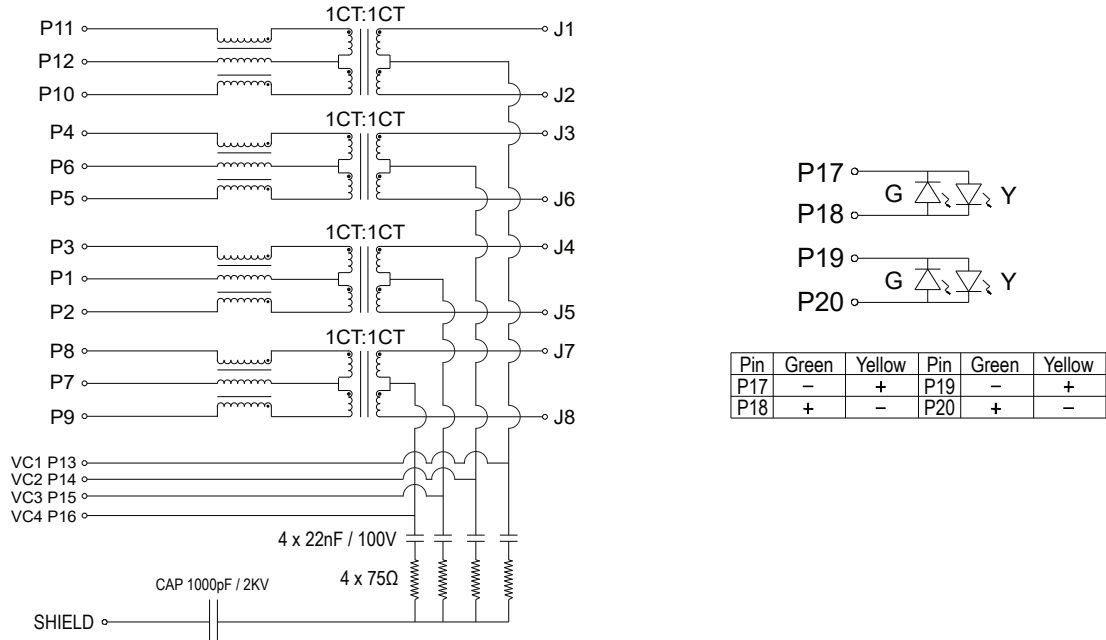 1CT:1CT
P11
J1
P12
P10
J2
1CT:1CT
P4
J3
P6
P5
J6
1CT:1CT
P3
J4
P1
P2
J5
1CT:1CT
P8
J7
P7
P9
J8
VC1 P13
VC2 P14
VC3 P15
VC4 P16
4 x 22nF / 100V
4 x 75Ω
CAP 1000pF / 2KV
SHIELD
P17
G Y
P18
P19
G Y
P20
Pin Green Yellow Pin Green Yellow
P17 − + P19 − +
P18 + − P20 + −